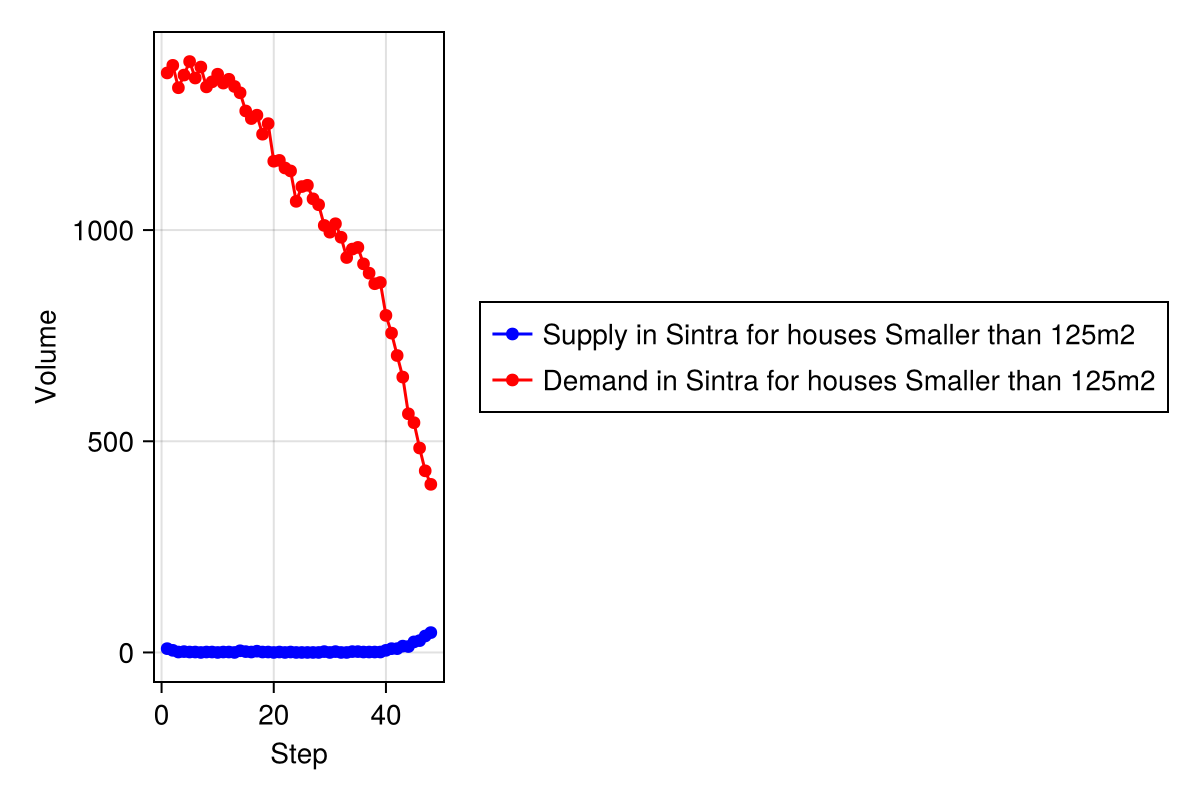 Volume
1000
500
0
0 20 40
Step
Supply in Sintra for houses Smaller than 125m2
Demand in Sintra for houses Smaller than 125m2